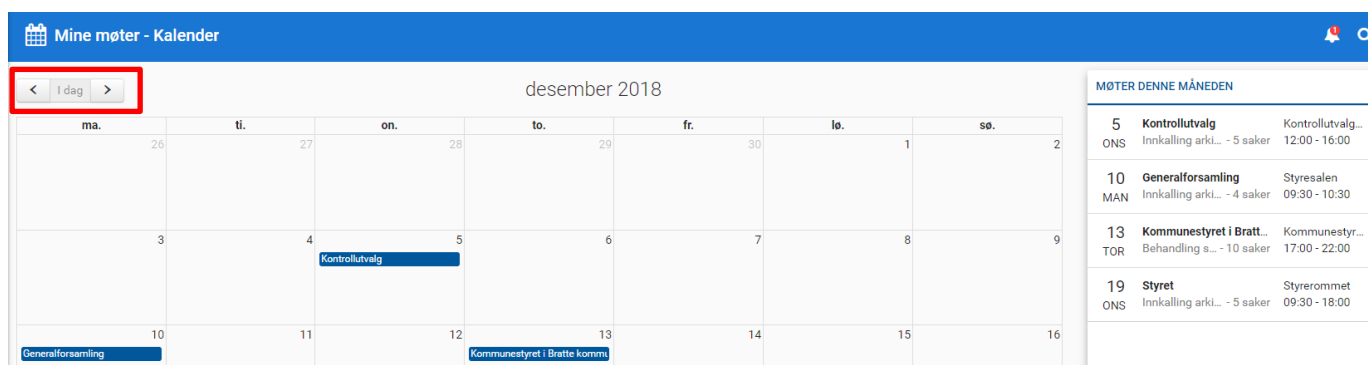 Mine møter - Kalender
1
< I dag >
desember 2018
ma. ti. on. to. fr. lø. sø.
26 27 28 29 30 1 2
3 4 5 6 7 8 9
Kontrollutvalg
10 11 12 13 14 15 16
Generalforsamling Kommunestyret i Bratte kommu
MØTER DENNE MÅNEDEN
5 Kontrollutvalg Kontrollutvalg...
ONS Innkalling arki... - 5 saker 12:00 - 16:00
10 Generalforsamling Styresalen
MAN Innkalling arki... - 4 saker 09:30 - 10:30
13 Kommunestyret i Bratt... Kommunestyr...
TOR Behandling s... - 10 saker 17:00 - 22:00
19 Styret Styrerommet
ONS Innkalling arki... - 5 saker 09:30 - 18:00